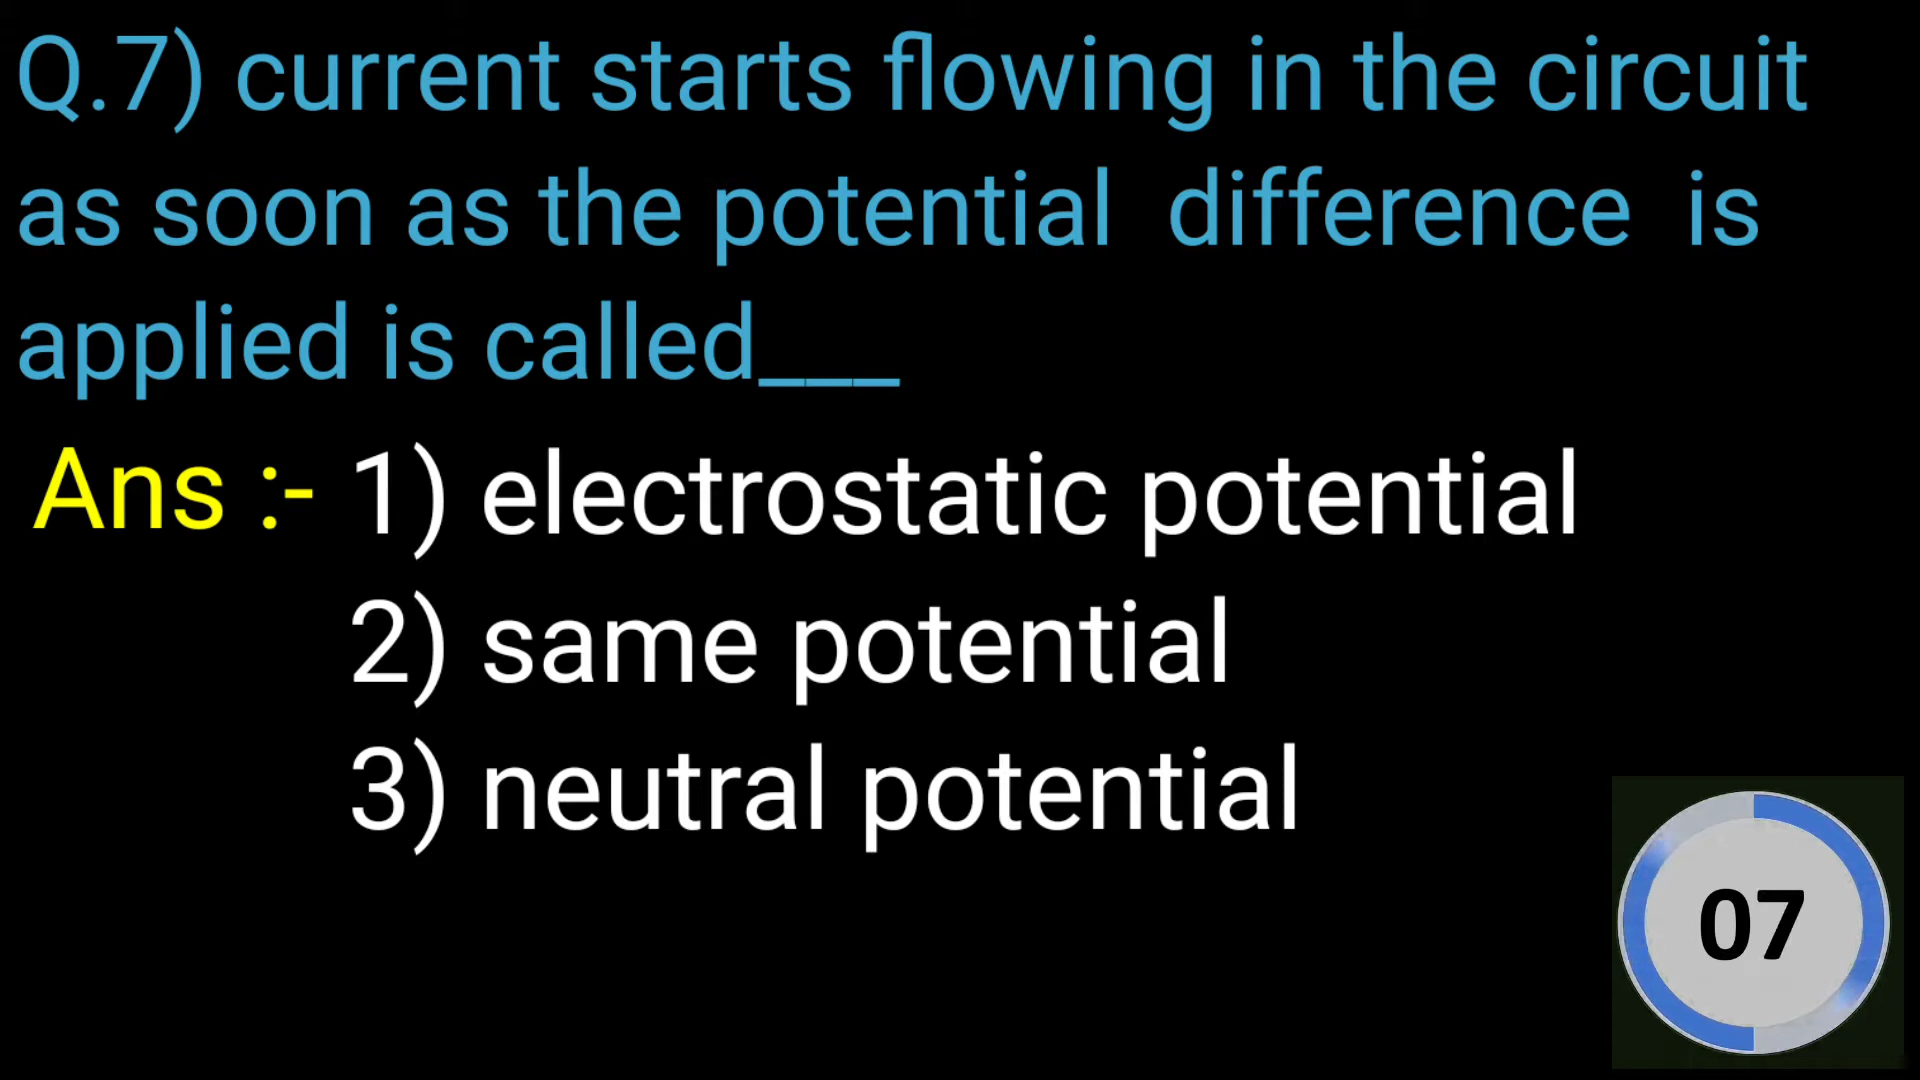 Q.7) current starts flowing in the circuit
as soon as the potential difference is
applied is called___
Ans :- 1) electrostatic potential
2) same potential
3) neutral potential
07